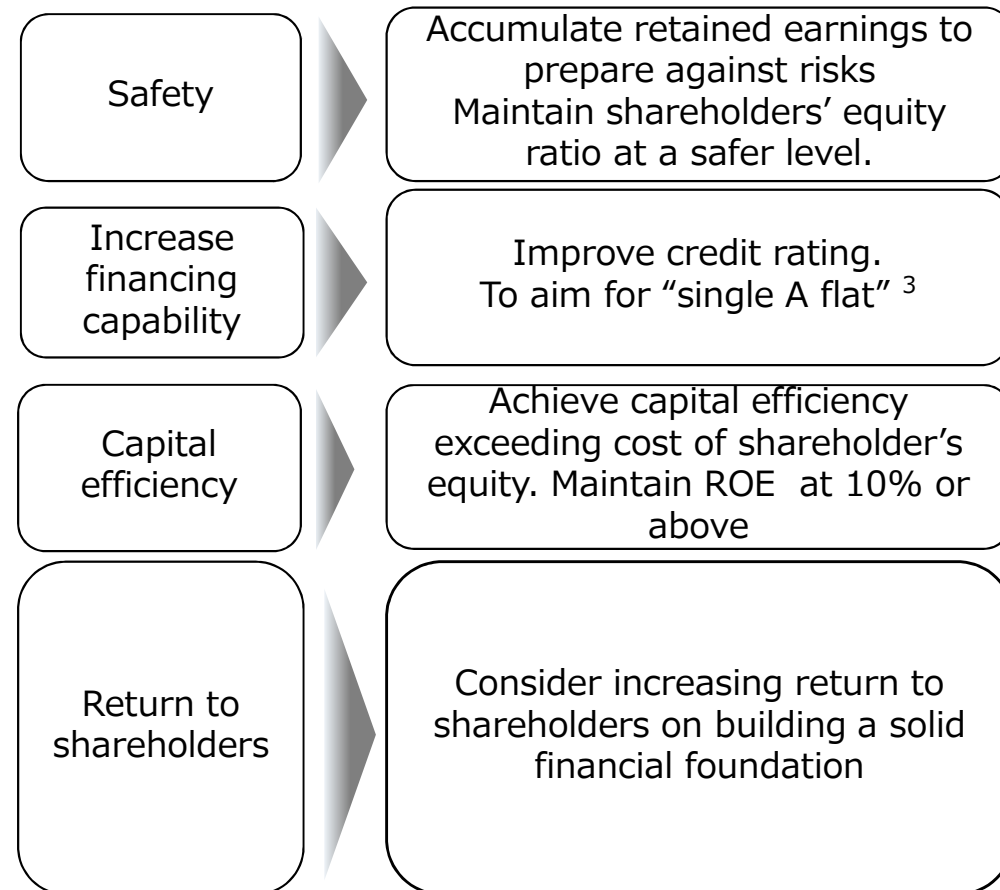 Safety
Accumulate retained earnings to
prepare against risks
Maintain shareholders’ equity
ratio at a safer level.
Increase
financing
capability
Improve credit rating.
To aim for “single A flat” 3
Capital
efficiency
Achieve capital efficiency
exceeding cost of shareholder’s
equity. Maintain ROE  at 10% or
above
Return to
shareholders
Consider increasing return to
shareholders on building a solid
financial foundation